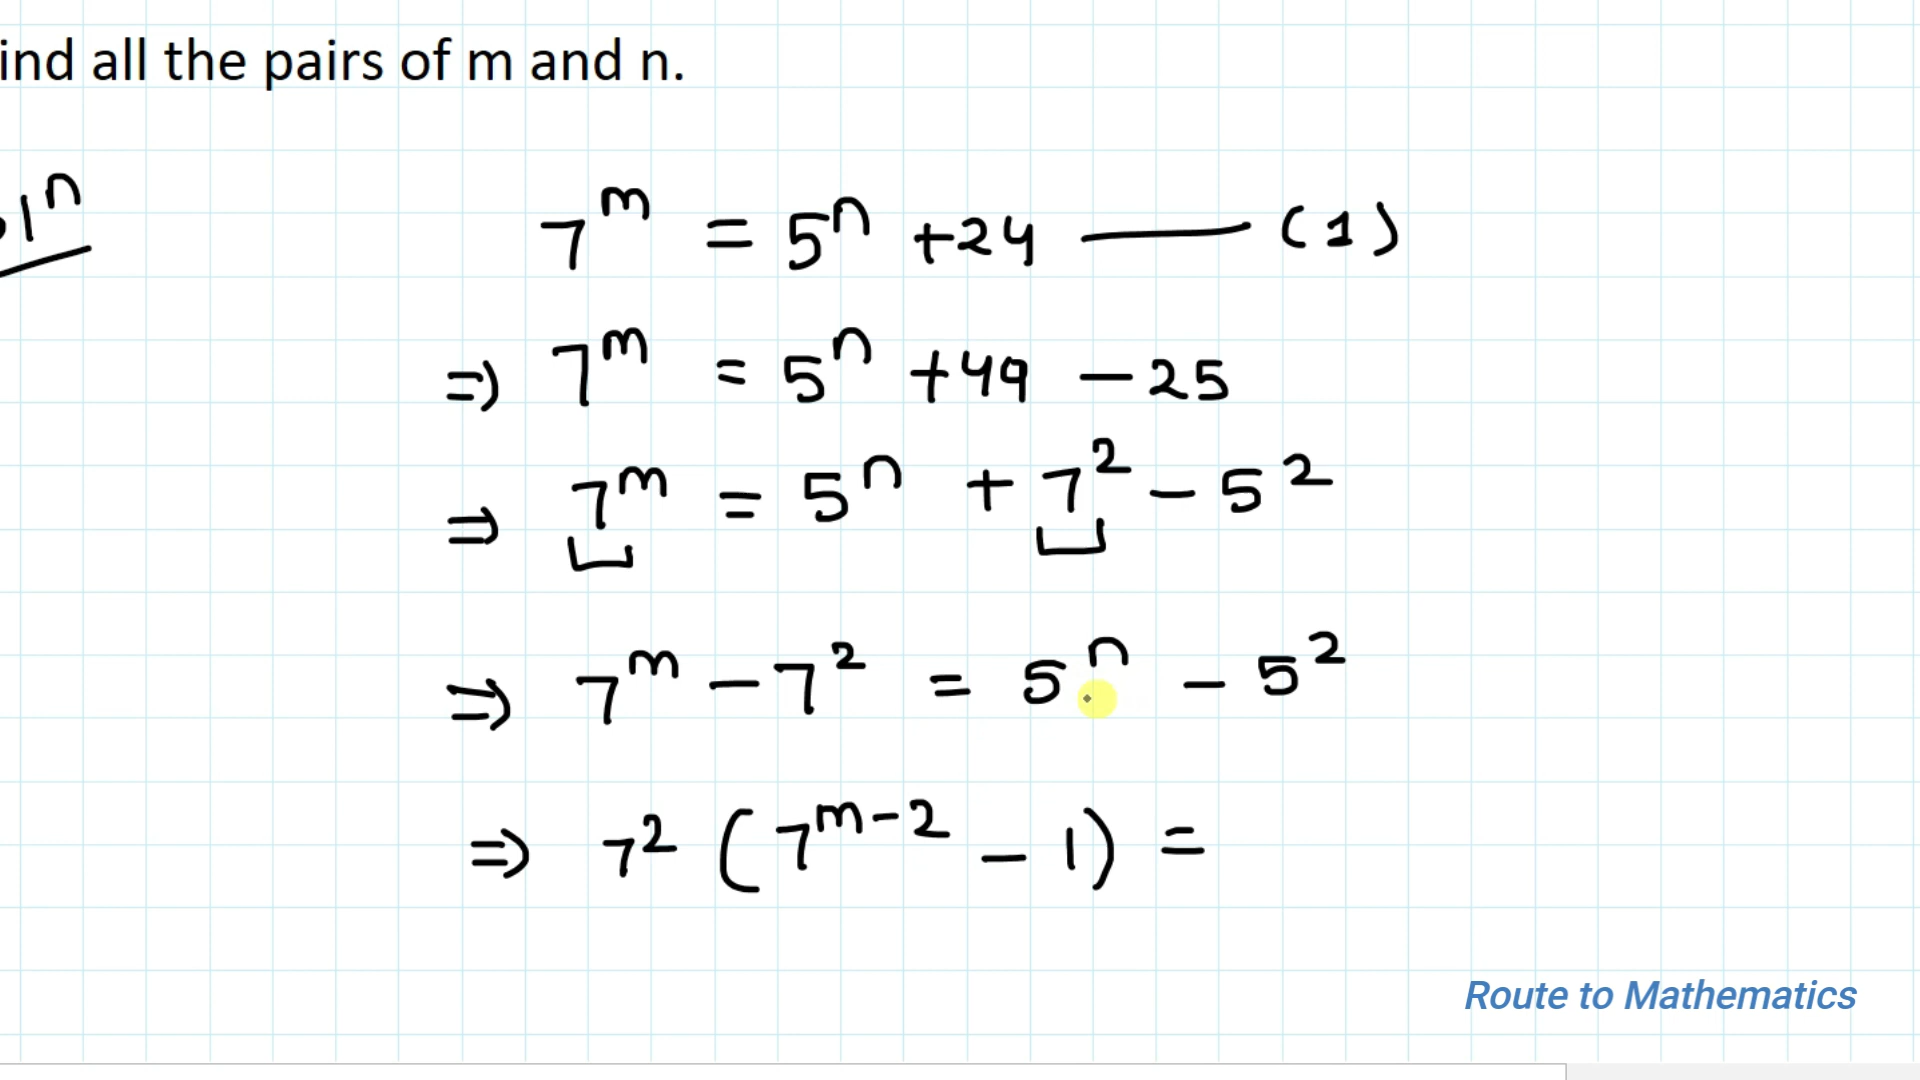 ind all the pairs of m and n.
ol^n
7^m = 5^n +24 — (1)
⇒ 7^m = 5^n +49 - 25
⇒ 7^m = 5^n + 7^2 - 5^2
⇒ 7^m - 7^2 = 5^n - 5^2
⇒ 7^2 (7^{m-2} - 1) =
Route to Mathematics